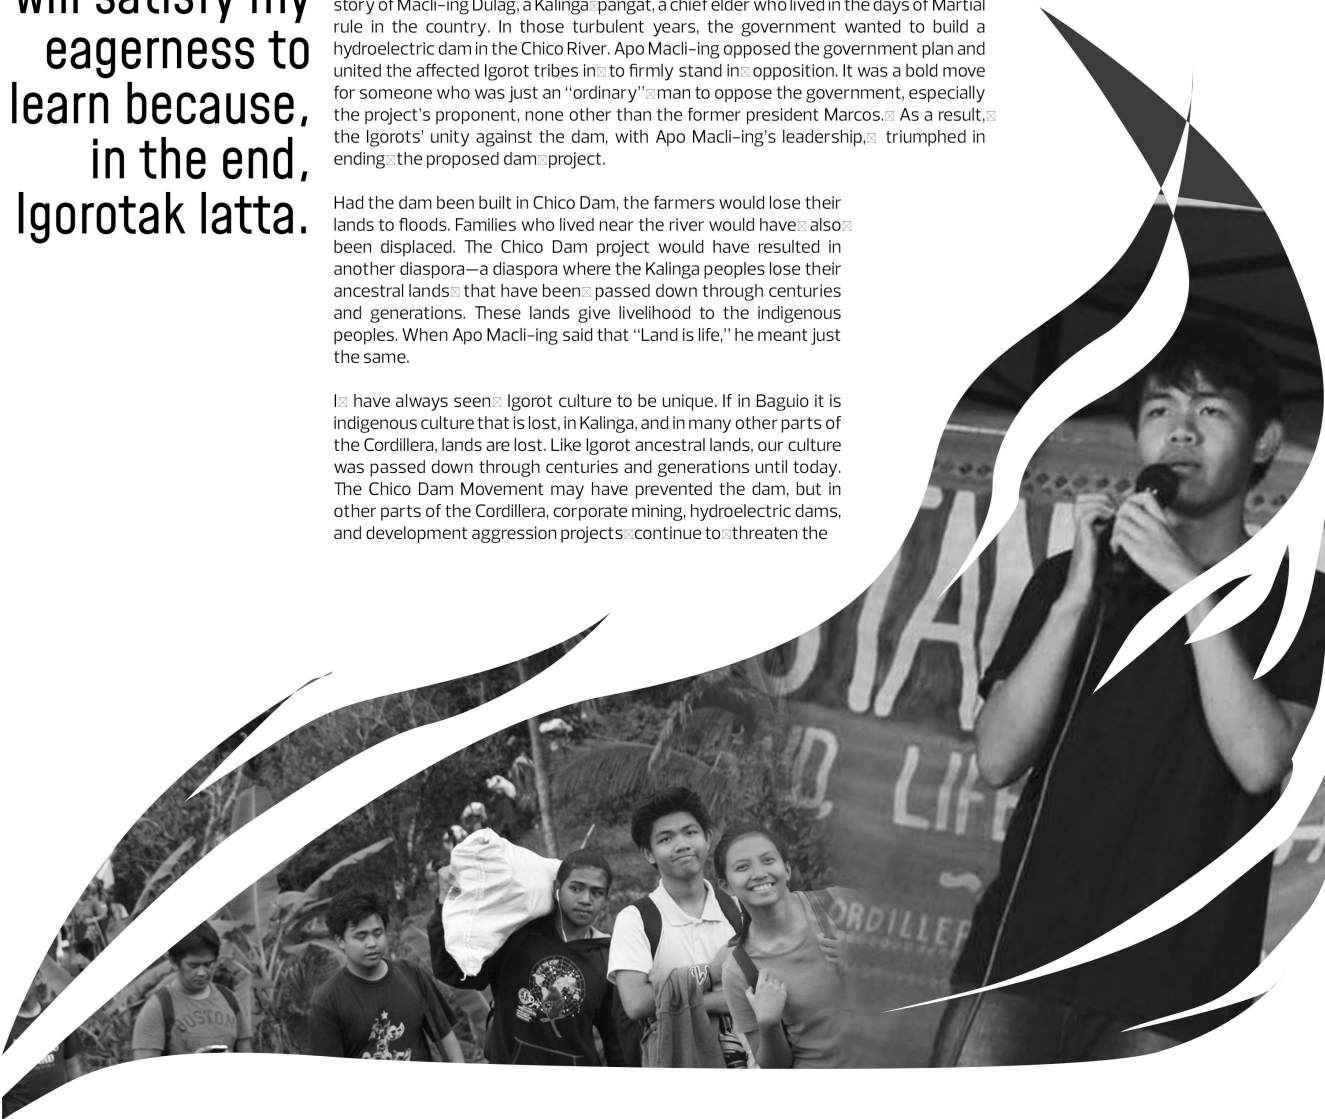 will satisfy my
eagerness to
learn because,
in the end,
Igorotak latta.
story of Macli-ing Dulag, a Kalinga pangat, a chief elder who lived in the days of Martial
rule in the country. In those turbulent years, the government wanted to build a
hydroelectric dam in the Chico River. Apo Macli-ing opposed the government plan and
united the affected Igorot tribes in to firmly stand in opposition. It was a bold move
for someone who was just an “ordinary” man to oppose the government, especially
the project's proponent, none other than the former president Marcos. As a result,
the Igorots' unity against the dam, with Apo Macli-ing's leadership, triumphed in
ending the proposed dam project.
Had the dam been built in Chico Dam, the farmers would lose their
lands to floods. Families who lived near the river would have also
been displaced. The Chico Dam project would have resulted in
another diaspora—a diaspora where the Kalinga peoples lose their
ancestral lands that have been passed down through centuries
and generations. These lands give livelihood to the indigenous
peoples. When Apo Macli-ing said that “Land is life,” he meant just
the same.
I have always seen Igorot culture to be unique. If in Baguio it is
indigenous culture that is lost, in Kalinga, and in many other parts of
the Cordillera, lands are lost. Like Igorot ancestral lands, our culture
was passed down through centuries and generations until today.
The Chico Dam Movement may have prevented the dam, but in
other parts of the Cordillera, corporate mining, hydroelectric dams,
and development aggression projects continue to threaten the
STAN
D, LIFE
ORDILLER
BOSTON